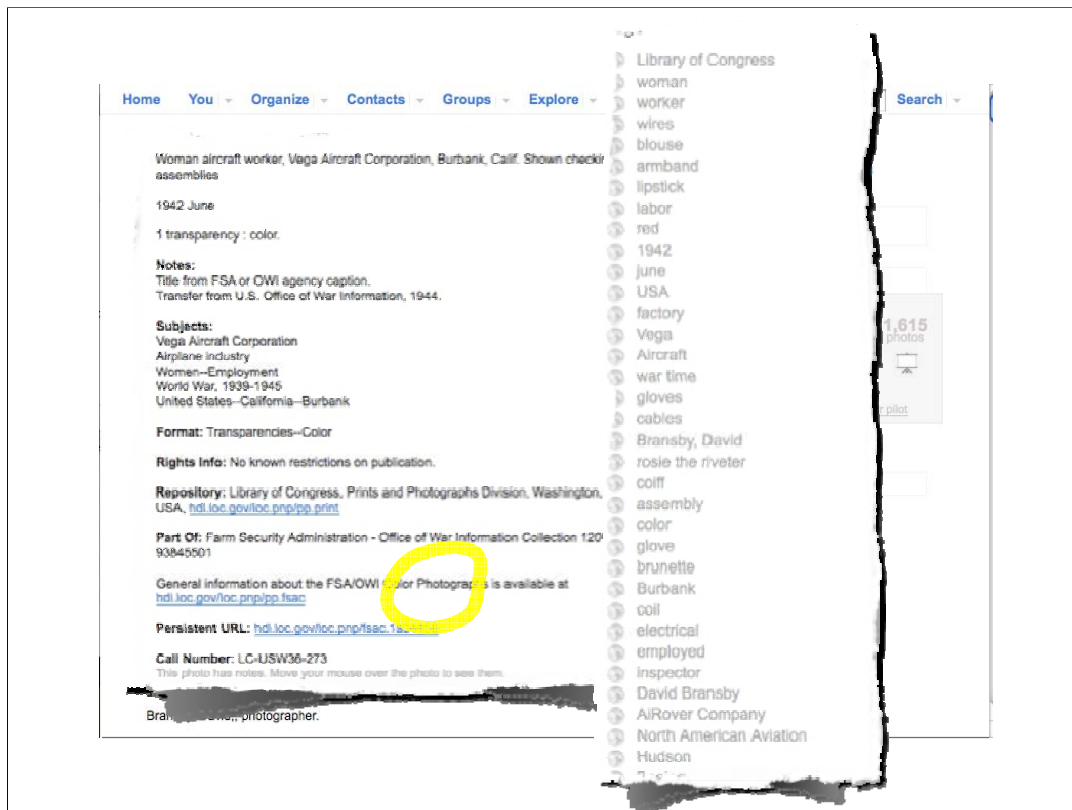 Home You Organize Contacts Groups Explore Search
Woman aircraft worker, Vega Aircraft Corporation, Burbank, Calif. Shown checkin
assemblies
1942 June
1 transparency : color.
Notes:
Title from FSA or OWI agency caption.
Transfer from U.S. Office of War Information, 1944.
Subjects:
Vega Aircraft Corporation
Airplane industry
Women--Employment
World War, 1939-1945
United States--California--Burbank
Format: Transparencies--Color
Rights Info: No known restrictions on publication.
Repository: Library of Congress, Prints and Photographs Division, Washington,
USA, hdl.loc.gov/loc.pnp/pp.print
Part Of: Farm Security Administration - Office of War Information Collection 120
93845501
General information about the FSA/OWI Color Photographs is available at
hdl.loc.gov/loc.pnp/pp.fsac
Persistent URL:
Call Number: LC-USW36-273
This photo has notes. Move your mouse over the photo to see them.
photographer.
Library of Congress
woman
worker
wires
blouse
armband
lipstick
labor
red
1942
june
USA
factory
Vega
Aircraft
war time
gloves
cables
Bransby, David
rosie the riveter
coiff
assembly
color
glove
brunette
Burbank
coil
electrical
employed
inspector
David Bransby
AiRover Company
North American Aviation
Hudson
1,615
photos
pilot